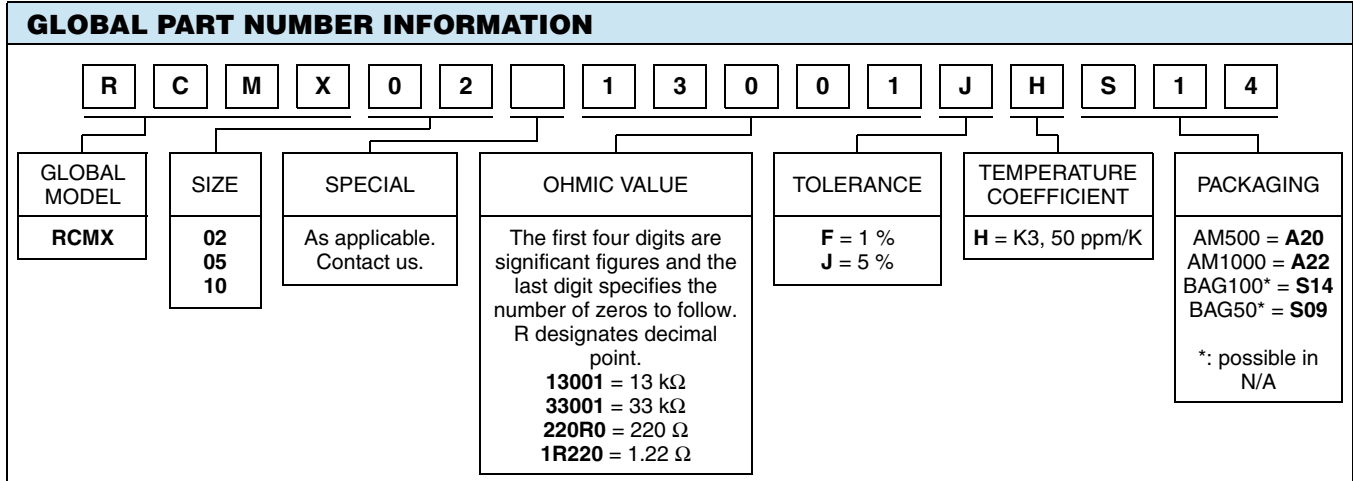 GLOBAL PART NUMBER INFORMATION
R C M X 0 2 1 3 0 0 1 J H S 1 4
GLOBAL
MODEL
RCMX
SIZE
02
05
10
SPECIAL
As applicable.
Contact us.
OHMIC VALUE
The first four digits are
significant figures and the
last digit specifies the
number of zeros to follow.
R designates decimal
point.
13001 = 13 kΩ
33001 = 33 kΩ
220R0 = 220 Ω
1R220 = 1.22 Ω
TOLERANCE
F = 1 %
J = 5 %
TEMPERATURE
COEFFICIENT
H = K3, 50 ppm/K
PACKAGING
AM500 = A20
AM1000 = A22
BAG100* = S14
BAG50* = S09
*: possible in
N/A